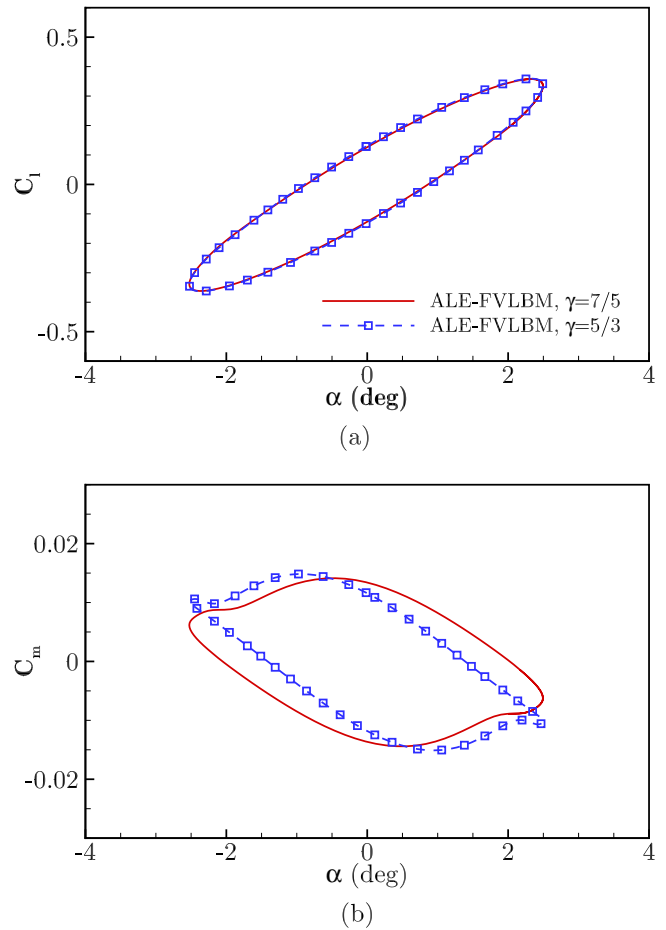 0.5
0
-0.5
C_l
ALE-FVLBM, γ=7/5
ALE-FVLBM, γ=5/3
-4 -2 0 2 4
α (deg)
(a)
0.02
0
-0.02
C_m
-4 -2 0 2 4
α (deg)
(b)